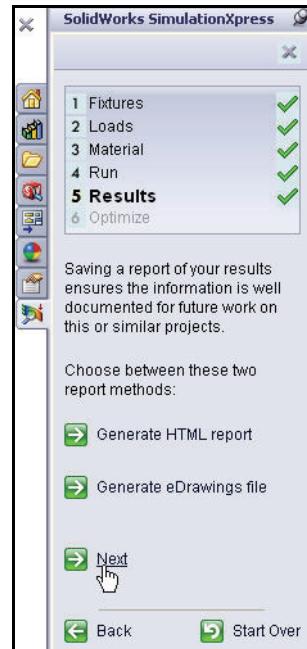 SolidWorks SimulationXpress
1 Fixtures
2 Loads
3 Material
4 Run
5 Results
6 Optimize
Saving a report of your results
ensures the information is well
documented for future work on
this or similar projects.
Choose between these two
report methods:
Generate HTML report
Generate eDrawings file
Next
Back
Start Over